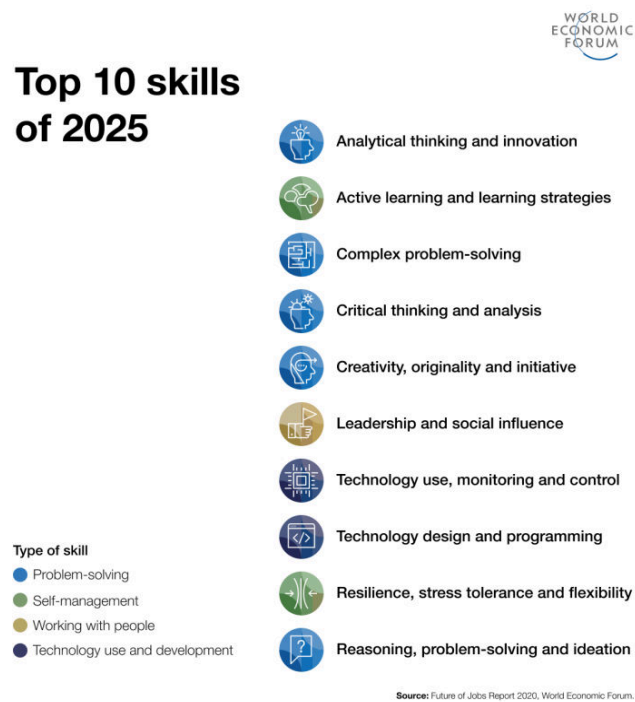 WORLD
ECONOMIC
FORUM
Top 10 skills
of 2025
Analytical thinking and innovation
Active learning and learning strategies
Complex problem-solving
Critical thinking and analysis
Creativity, originality and initiative
Leadership and social influence
Technology use, monitoring and control
Technology design and programming
Resilience, stress tolerance and flexibility
Reasoning, problem-solving and ideation
Type of skill
Problem-solving
Self-management
Working with people
Technology use and development
Source: Future of Jobs Report 2020, World Economic Forum.